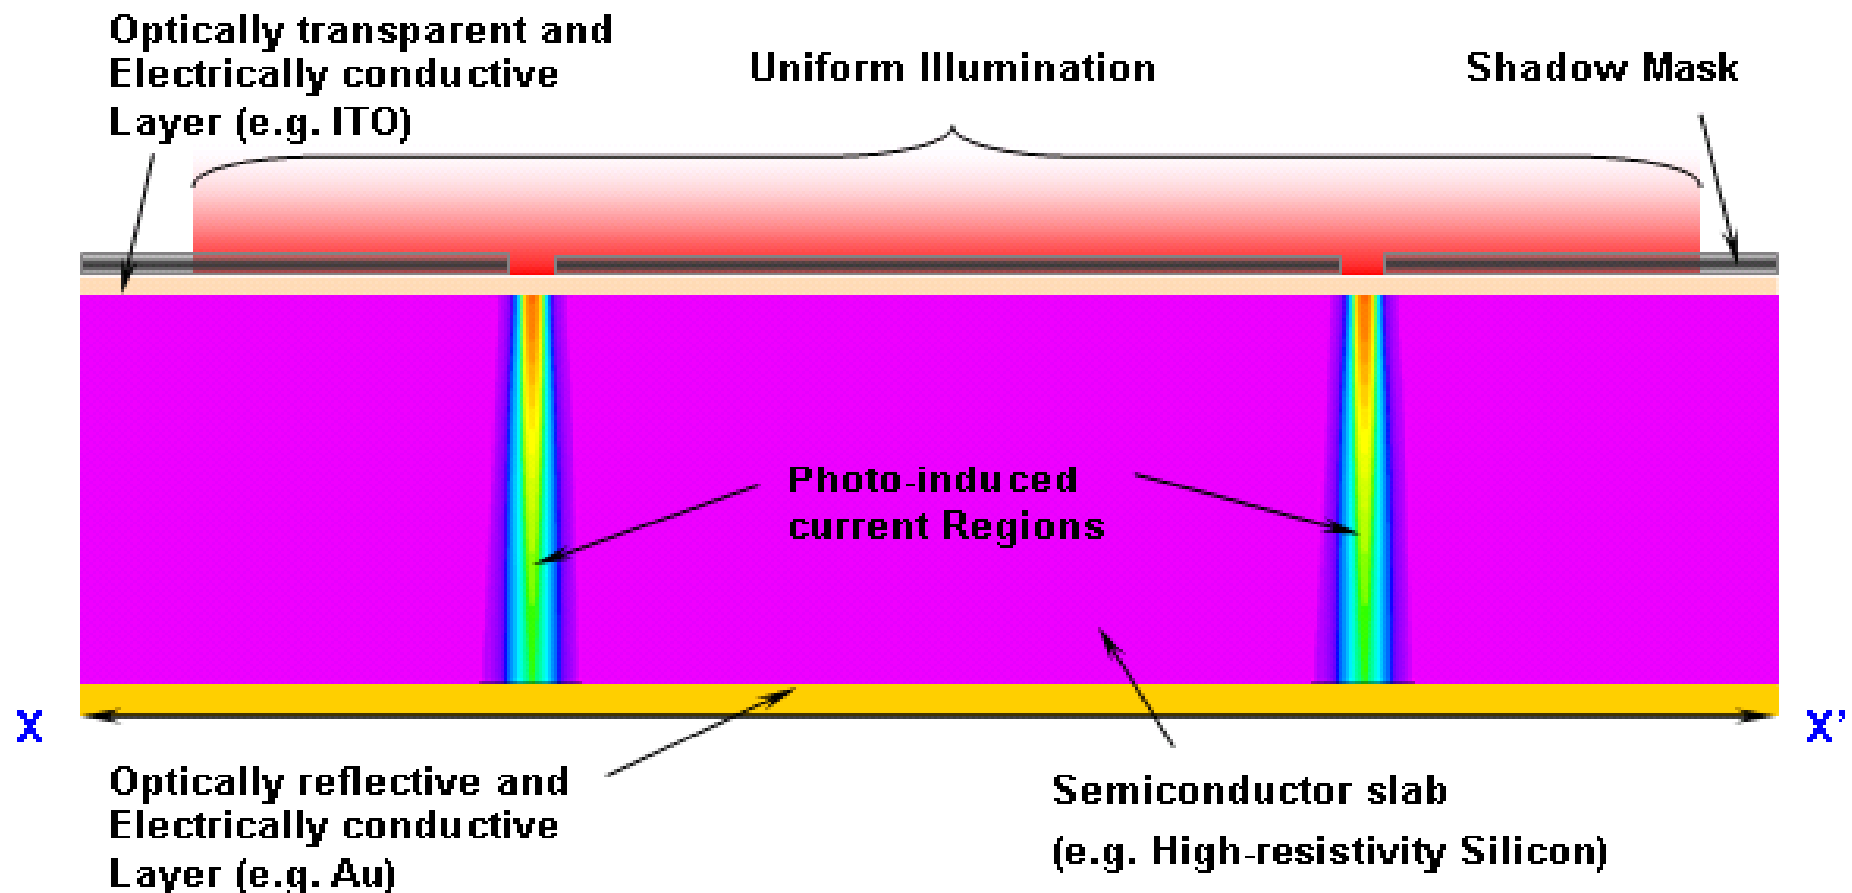 Optically transparent and
Electrically conductive
Layer (e.g. ITO)
Uniform Illumination
Shadow Mask
Photo-induced
current Regions
X
X’
Optically reflective and
Electrically conductive
Layer (e.g. Au)
Semiconductor slab
(e.g. High-resistivity Silicon)